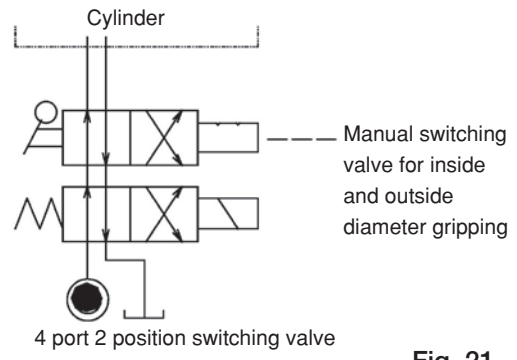 Cylinder
Manual switching
valve for inside
and outside
diameter gripping
4 port 2 position switching valve
Fig. 21